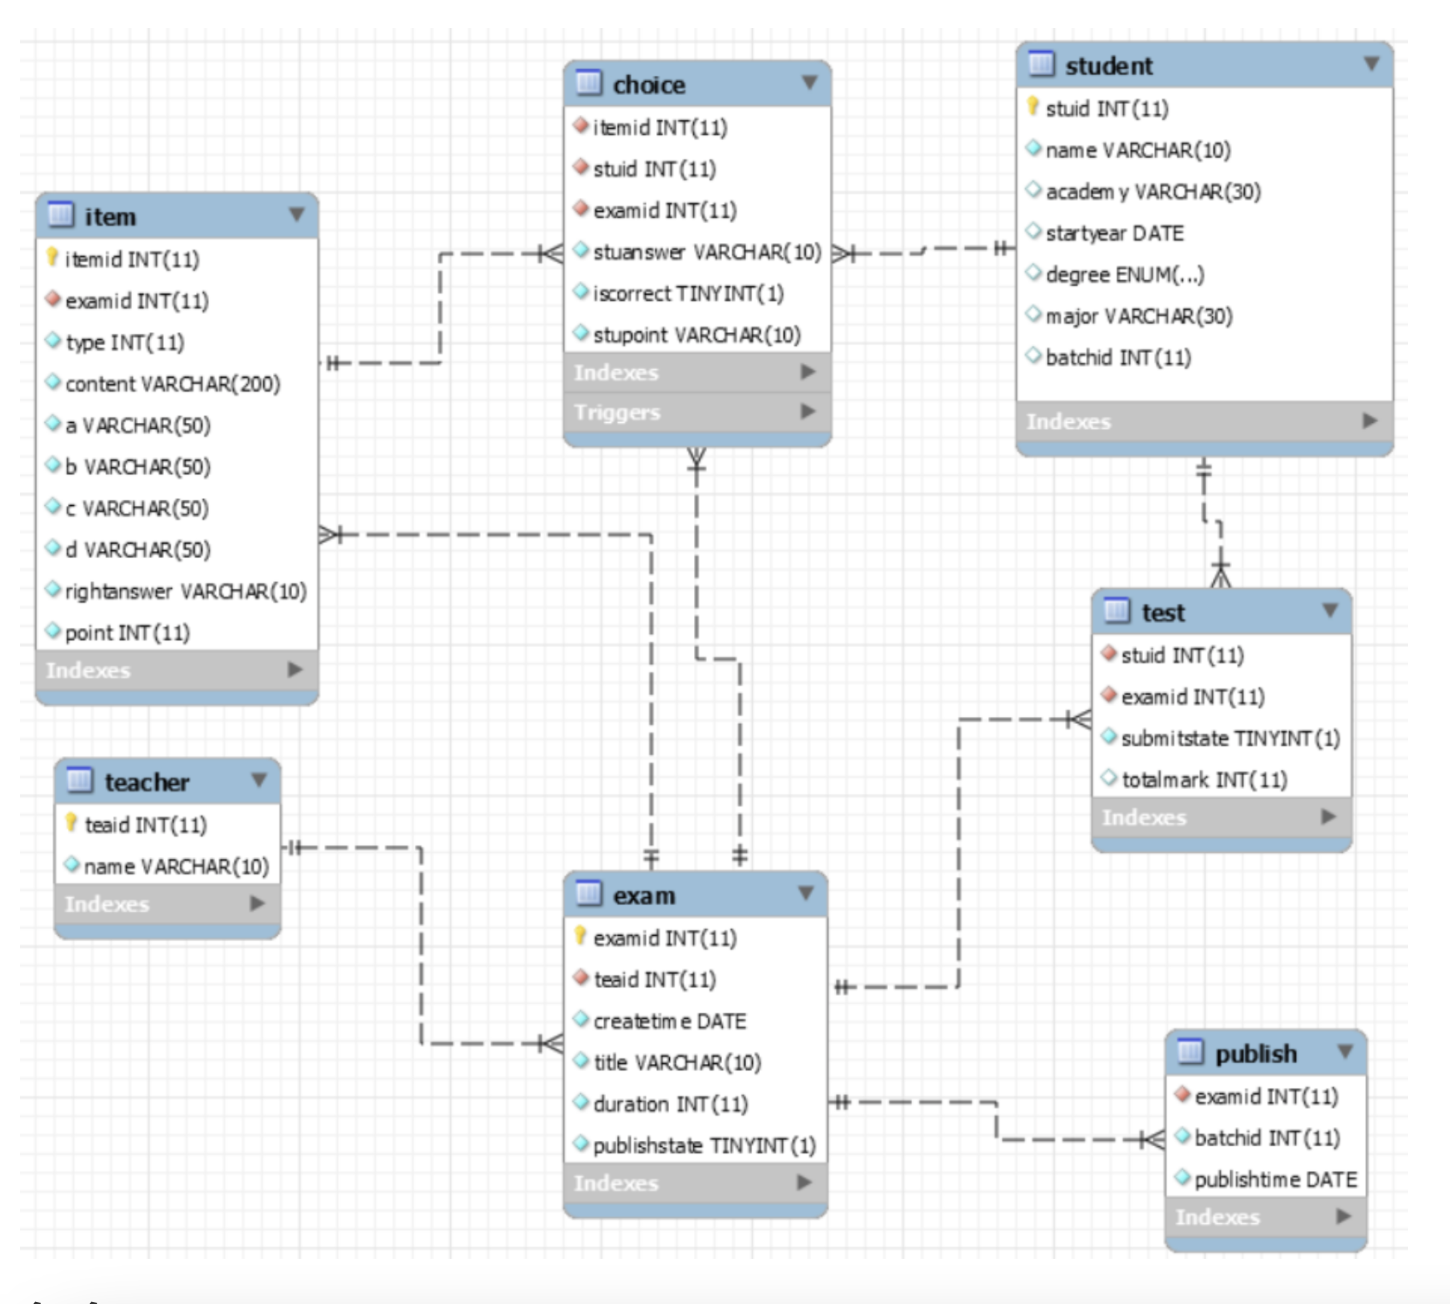 choice
itemid INT(11)
stuid INT(11)
examid INT(11)
stuanswer VARCHAR(10)
iscorrect TINYINT(1)
stupoint VARCHAR(10)
Indexes
Triggers
student
stuid INT(11)
name VARCHAR(10)
academy VARCHAR(30)
startyear DATE
degree ENUM(...)
major VARCHAR(30)
batchid INT(11)
Indexes
item
itemid INT(11)
examid INT(11)
type INT(11)
content VARCHAR(200)
a VARCHAR(50)
b VARCHAR(50)
c VARCHAR(50)
d VARCHAR(50)
rightanswer VARCHAR(10)
point INT(11)
Indexes
test
stuid INT(11)
examid INT(11)
submitstate TINYINT(1)
totalmark INT(11)
Indexes
teacher
teaid INT(11)
name VARCHAR(10)
Indexes
exam
examid INT(11)
teaid INT(11)
createtime DATE
title VARCHAR(10)
duration INT(11)
publishstate TINYINT(1)
Indexes
publish
examid INT(11)
batchid INT(11)
publishtime DATE
Indexes